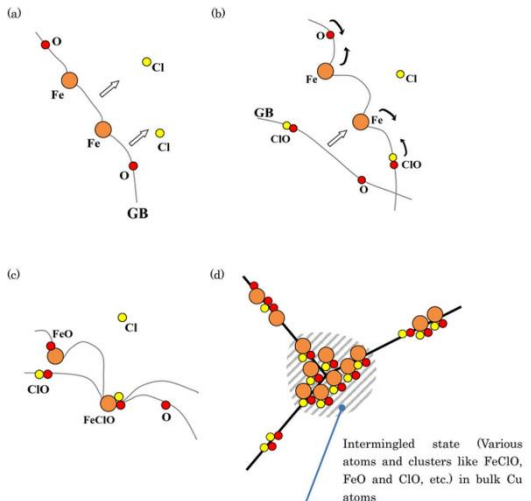 (a)
O
Cl
Fe
Fe
Cl
O
GB
(b)
O
Fe
Cl
GB
Fe
ClO
ClO
O
(c)
Cl
FeO
ClO
FeClO
O
(d)
Intermingled state (Various
atoms and clusters like FeClO,
FeO and ClO, etc.) in bulk Cu
atoms